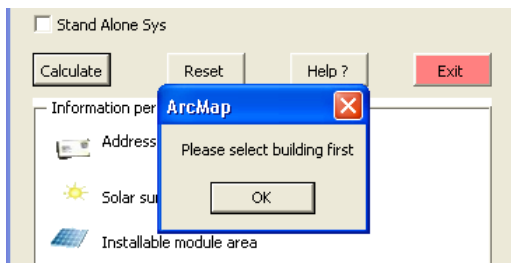 Stand Alone Sys
Calculate Reset Help ? Exit
Information per
ArcMap
Address
Please select building first
Solar
OK
Installable module area